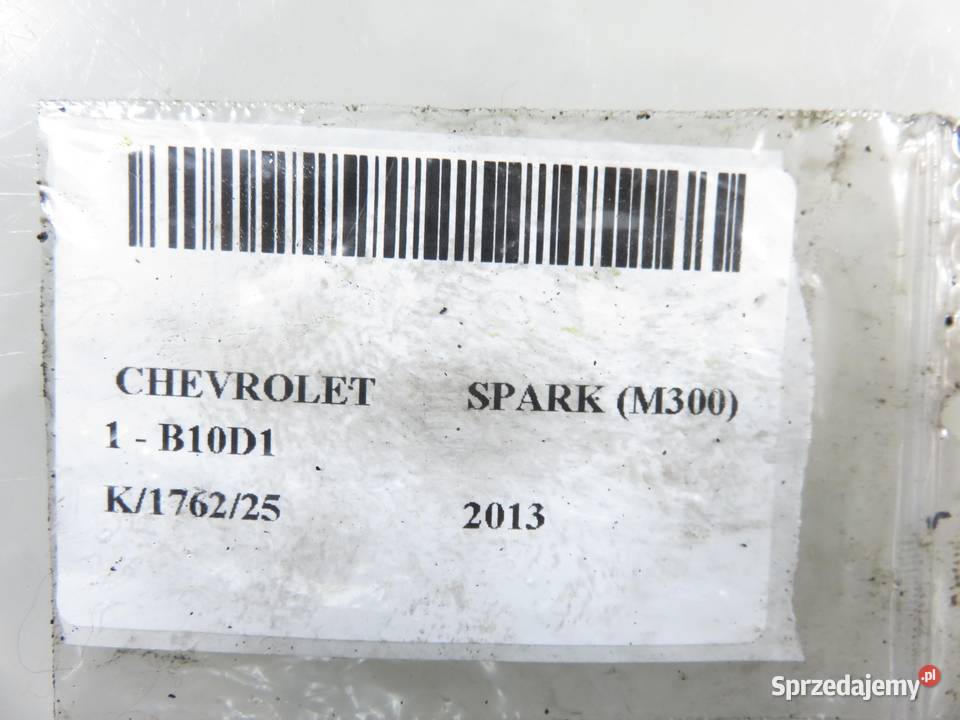 CHEVROLET SPARK (M300)
1 - B10D1
K/1762/25 2013
Sprzedajemy.pl